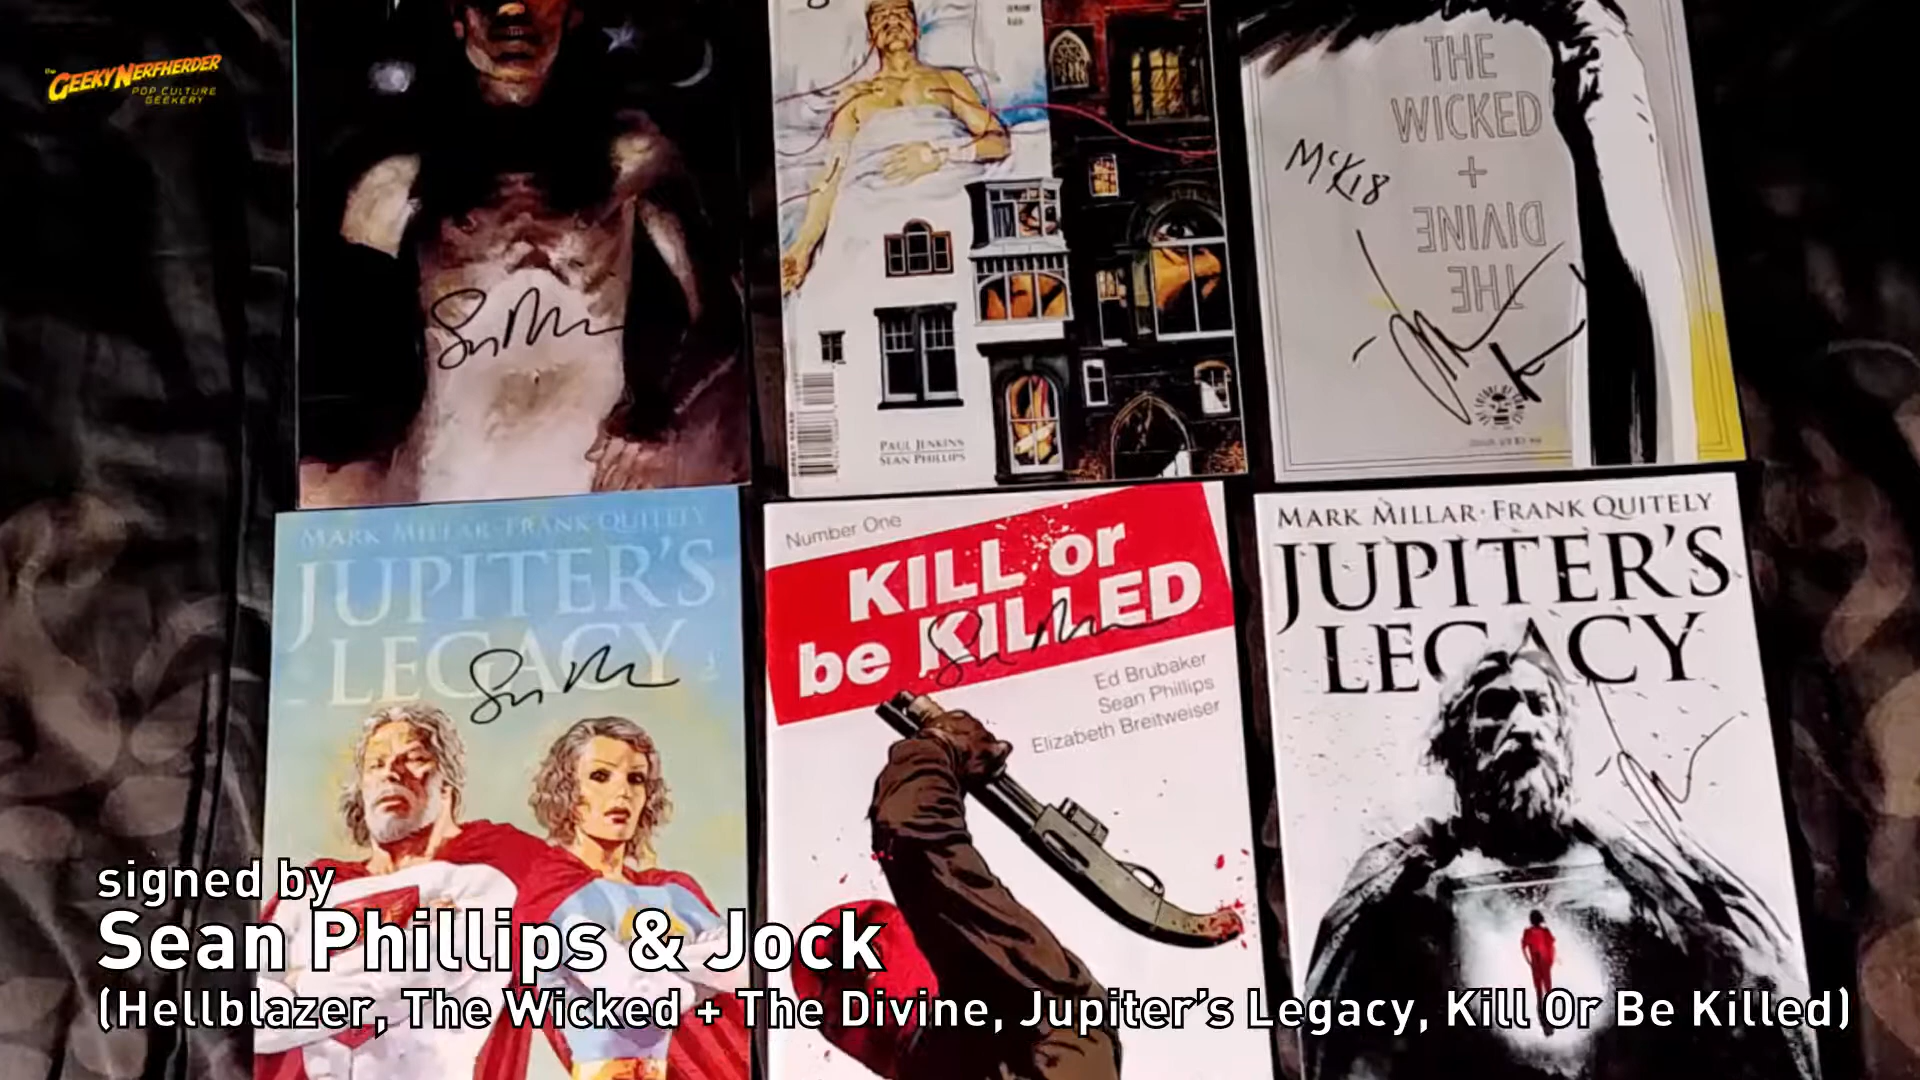 the
GEEKY NERFHERDER
POP CULTURE
GEEKERY
THE
WICKED
+
DIVINE
THE
McK18
PAUL JENKINS
SEAN PHILLIPS
MARK MILLAR · FRANK QUITELY
JUPITER'S
LEGACY
Number One
KILL or
be KILLED
Ed Brubaker
Sean Phillips
Elizabeth Breitweiser
MARK MILLAR · FRANK QUITELY
JUPITER'S
LEGACY
signed by
Sean Phillips & Jock
(Hellblazer, The Wicked + The Divine, Jupiter's Legacy, Kill Or Be Killed)